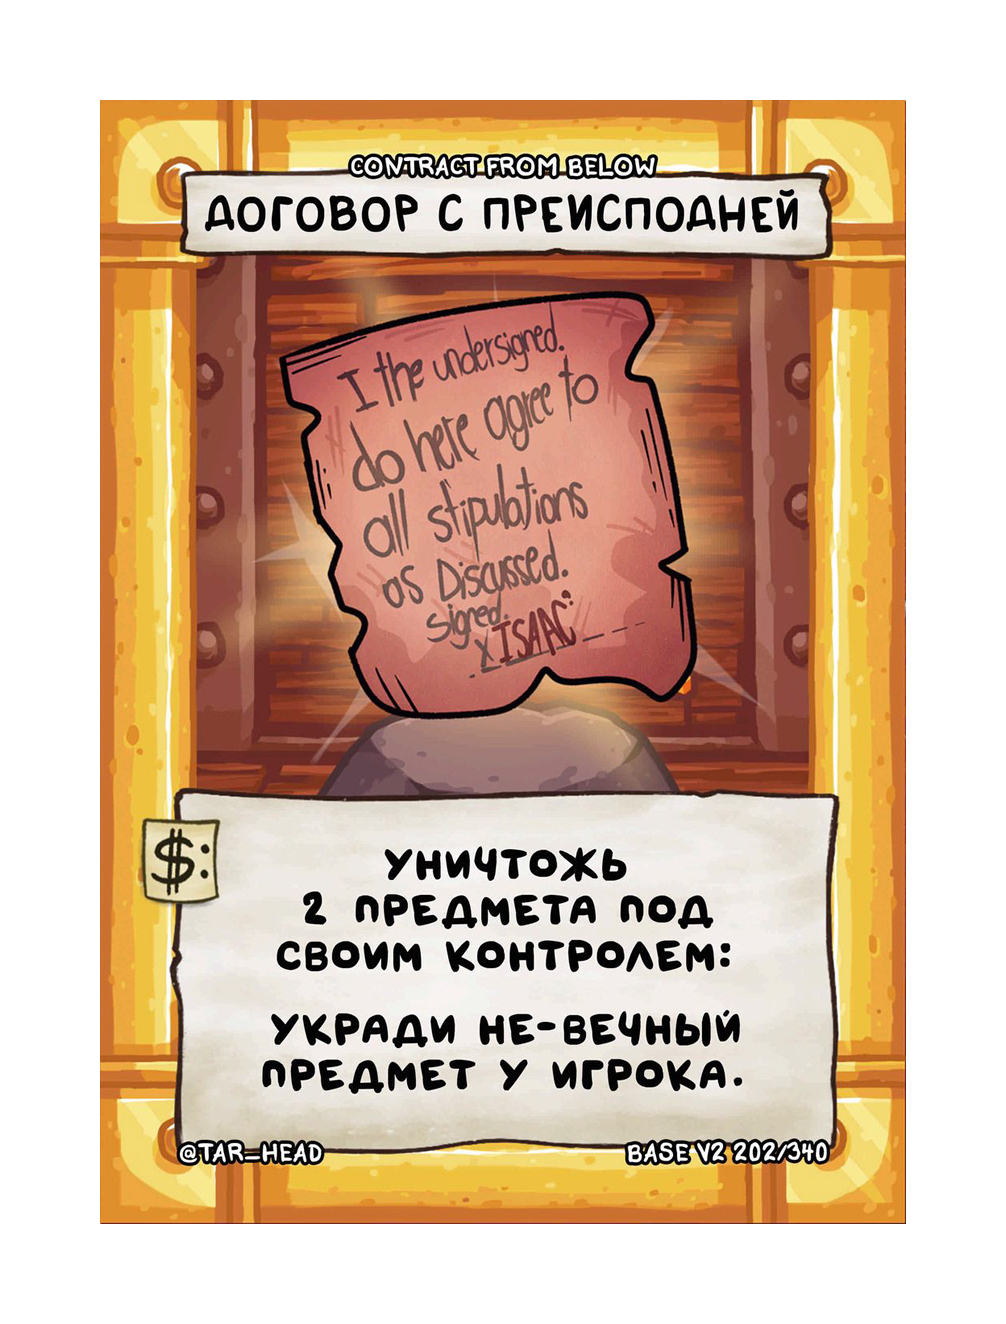 CONTRACT FROM BELOW
ДОГОВОР С ПРЕИСПОДНЕЙ
I the undersigned.
do here agree to
all stipulations
as Discussed.
signed.
x ISAAC
$:
УНИЧТОЖЬ
2 ПРЕДМЕТА ПОД
СВОИМ КОНТРОЛЕМ:
УКРАДИ НЕ-ВЕЧНЫЙ
ПРЕДМЕТ У ИГРОКА.
@TAR_HEAD
BASE V2 202/340